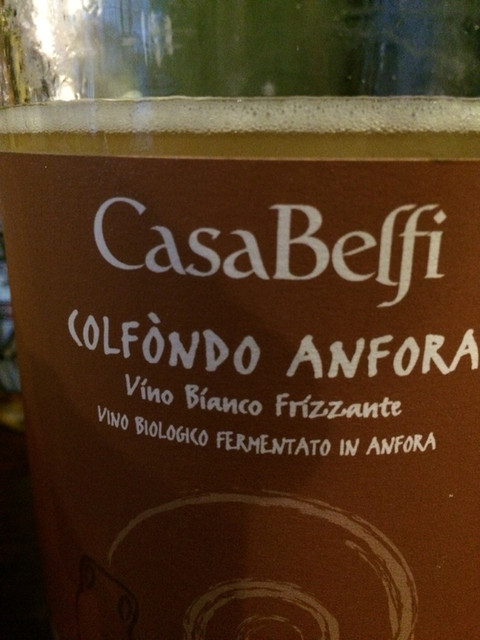 CasaBelfi
COLFÒNDO ANFORA
Vino Bianco Frizzante
VINO BIOLOGICO FERMENTATO IN ANFORA